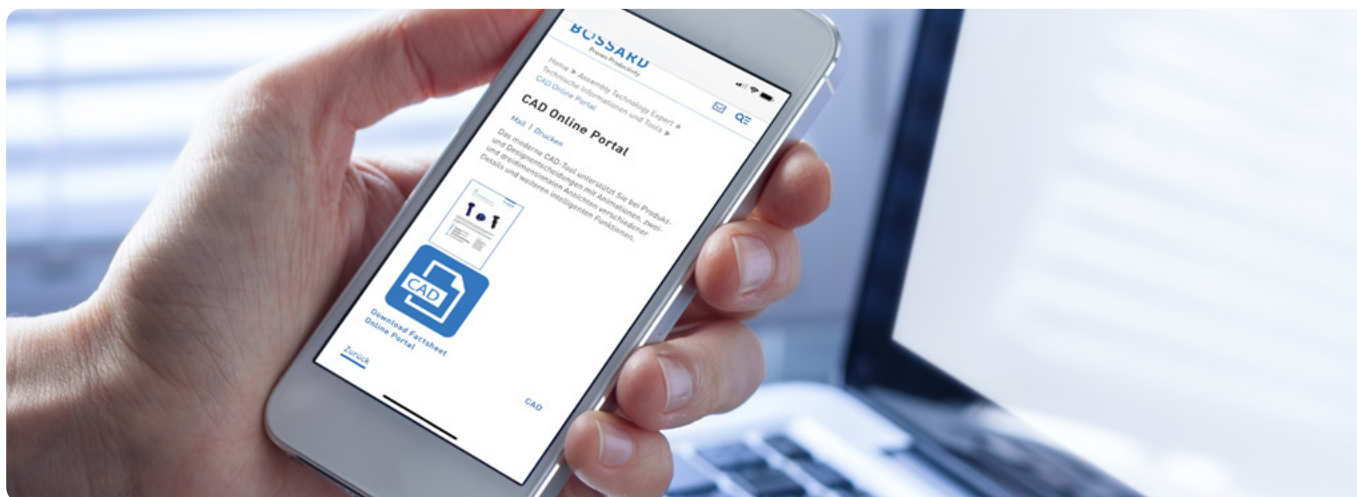 BOSSARD
Proven Productivity
Home » Assembly Technology Expert »
Technische Informationen und Tools »
CAD Online Portal
CAD Online Portal
Mail | Drucken
Das moderne CAD-Tool unterstützt Sie bei Produkt-
und Designentscheidungen mit Animationen, zwei-
und dreidimensionalen Ansichten verschiedener
Details und weiteren intelligenten Funktionen.
CAD
Download Factsheet
Online Portal
Zurück
CAD